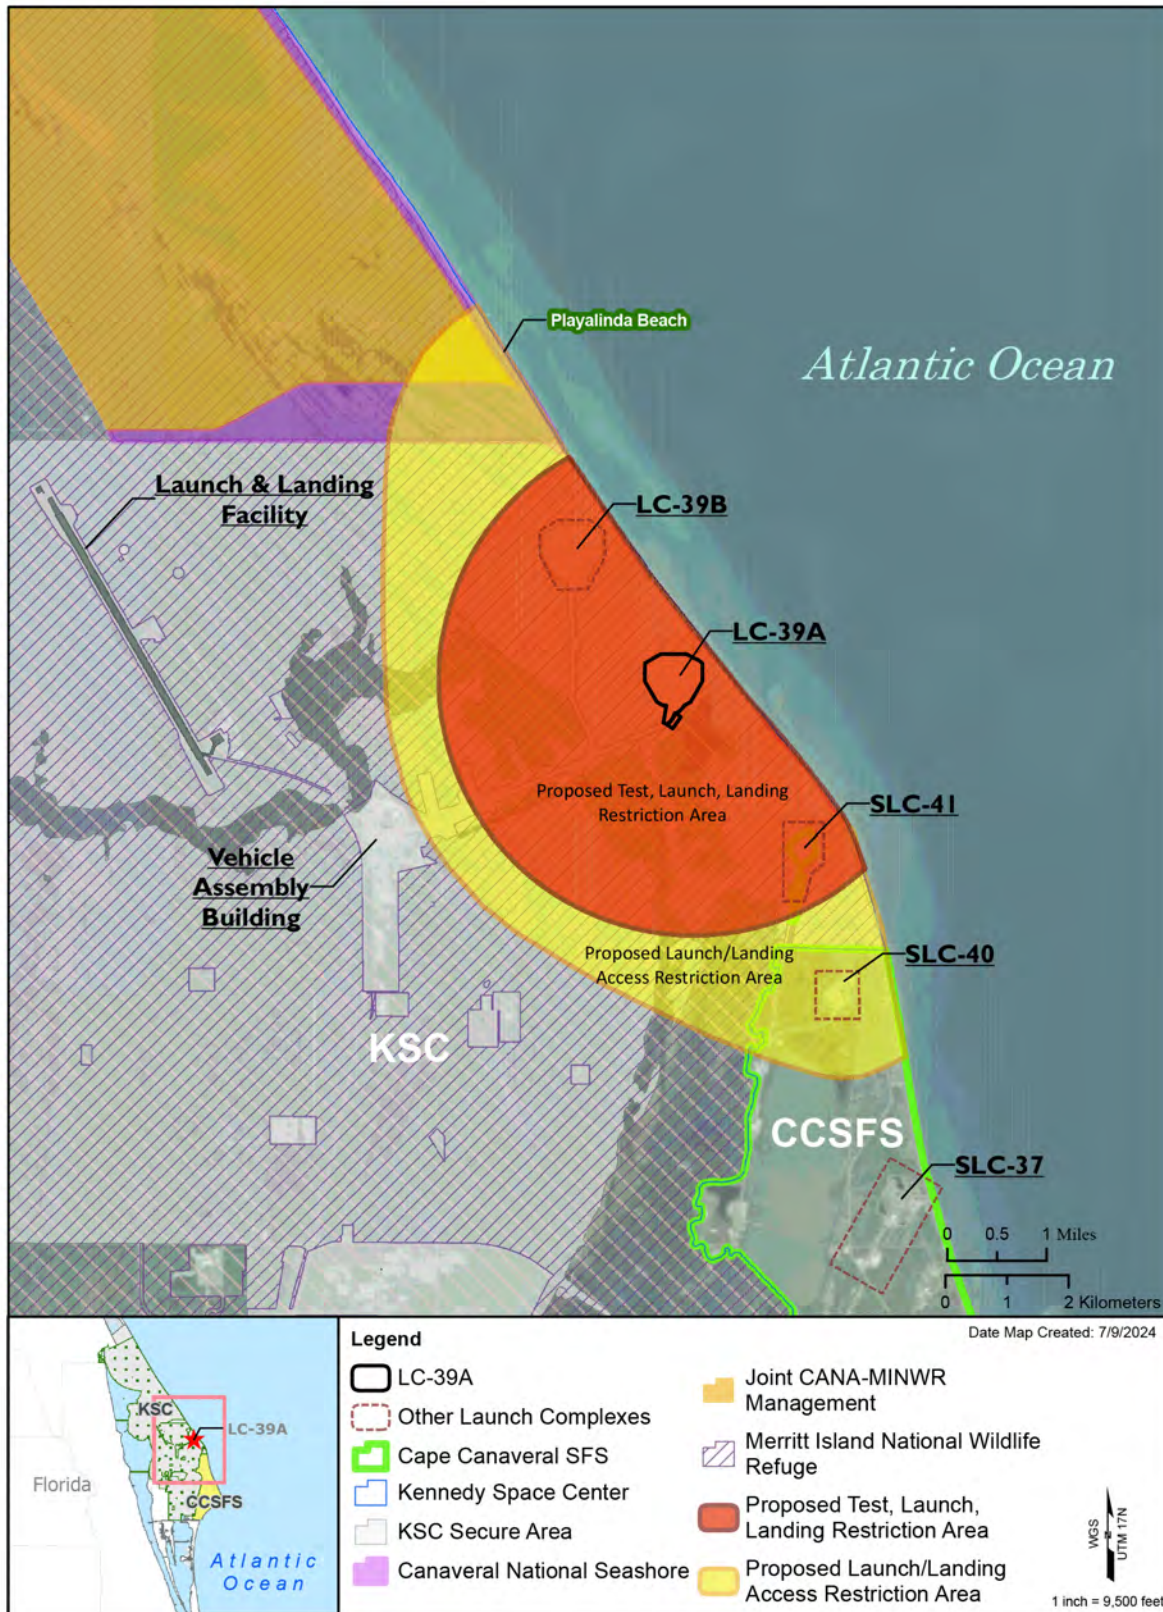 Playalinda Beach
Atlantic Ocean
Launch & Landing
Facility
LC-39B
LC-39A
Proposed Test, Launch, Landing
Restriction Area
SLC-41
Vehicle
Assembly
Building
Proposed Launch/Landing
Access Restriction Area
SLC-40
KSC
CCSFS
SLC-37
0 0.5 1 Miles
0 1 2 Kilometers
Date Map Created: 7/9/2024
KSC
LC-39A
Florida
CCSFS
Atlantic
Ocean
Legend
LC-39A
Other Launch Complexes
Cape Canaveral SFS
Kennedy Space Center
KSC Secure Area
Canaveral National Seashore
Joint CANA-MINWR
Management
Merritt Island National Wildlife
Refuge
Proposed Test, Launch,
Landing Restriction Area
Proposed Launch/Landing
Access Restriction Area
WGS
UTM 17N
1 inch = 9,500 feet